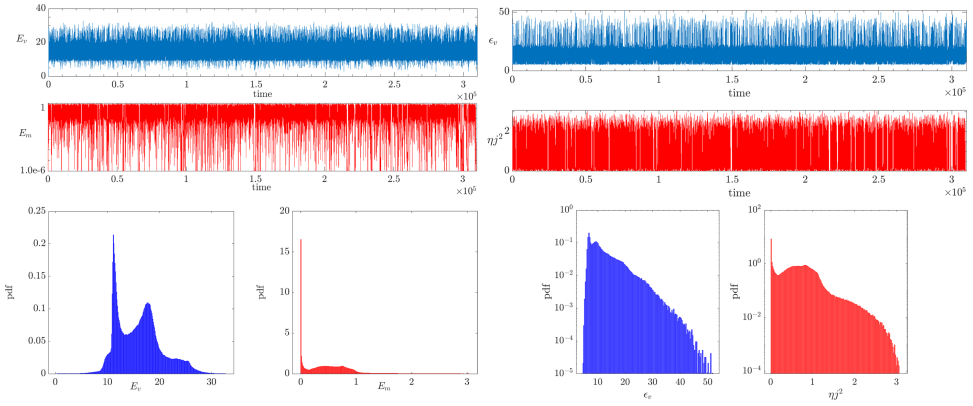 40
E_v 20
0
0 0.5 1 1.5 2 2.5 3
time ×10^5
50
ϵ_v
0
0 0.5 1 1.5 2 2.5 3
time ×10^5
1
E_m
1.0e-6
0 0.5 1 1.5 2 2.5 3
time ×10^5
2
ηj^2
0
0 0.5 1 1.5 2 2.5 3
time ×10^5
0.25
0.2
0.15
pdf
0.1
0.05
0
0 10 20 30
E_v
20
15
pdf
10
5
0
0 1 2 3
E_m
10^0
10^-1
10^-2
pdf
10^-3
10^-4
10^-5
10 20 30 40 50
ϵ_v
10^2
10^0
pdf
10^-2
10^-4
0 1 2 3
ηj^2